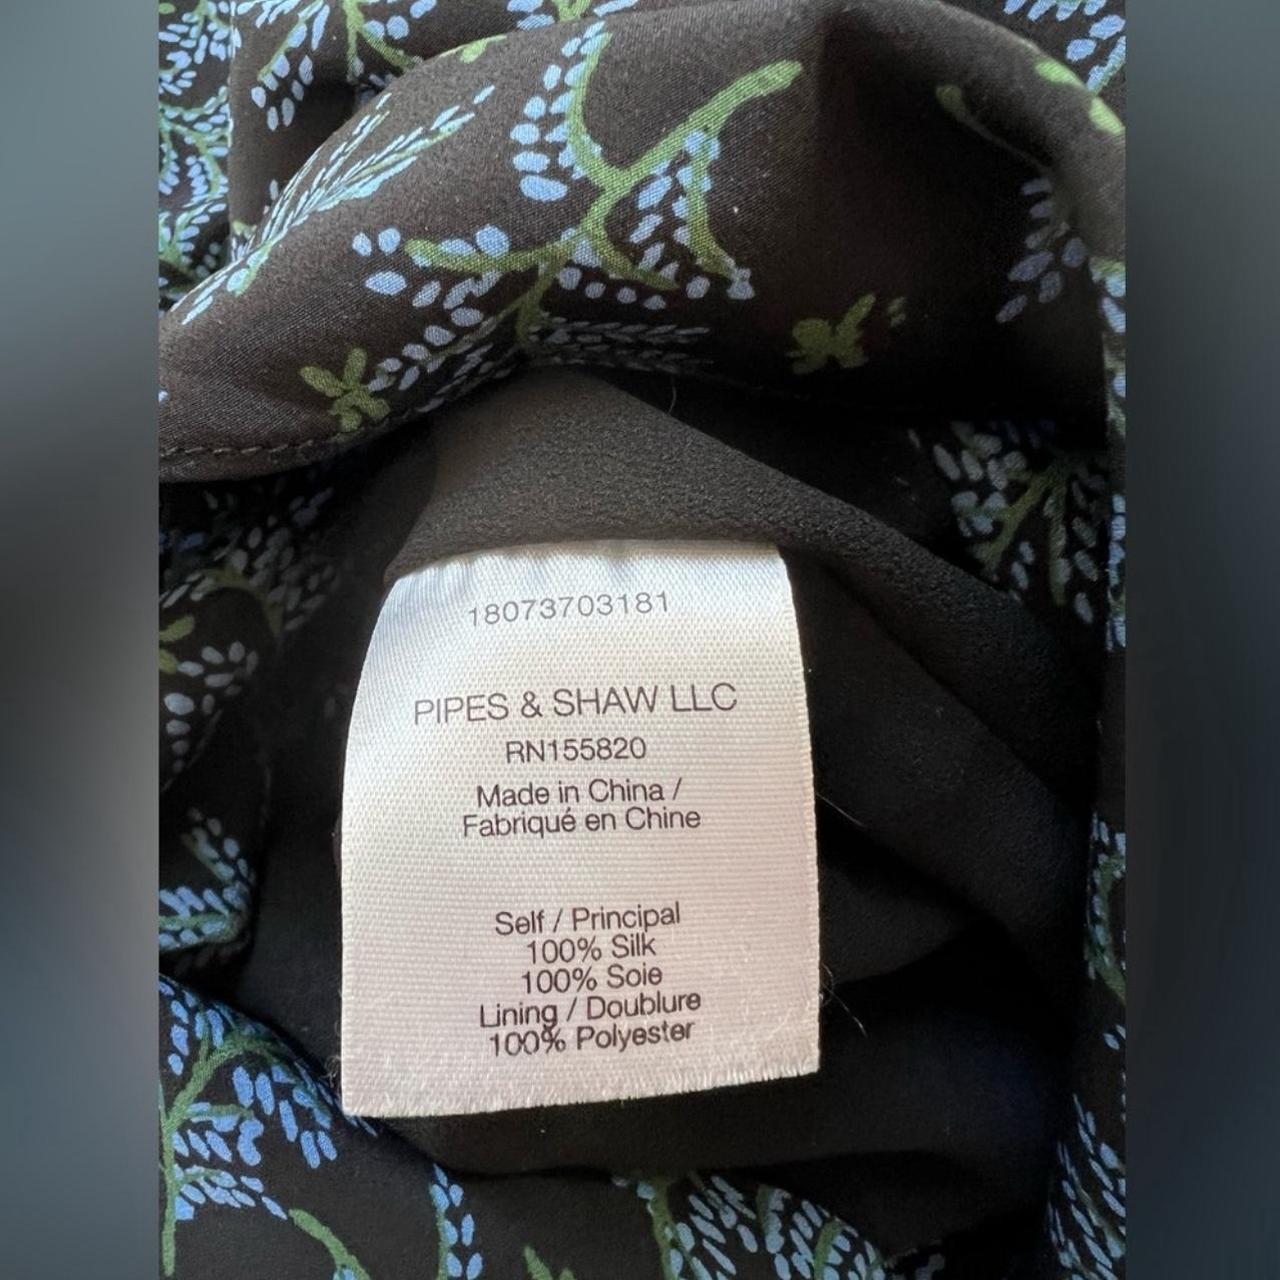 18073703181
PIPES & SHAW LLC
RN155820
Made in China /
Fabriqué en Chine
Self / Principal
100% Silk
100% Soie
Lining / Doublure
100% Polyester